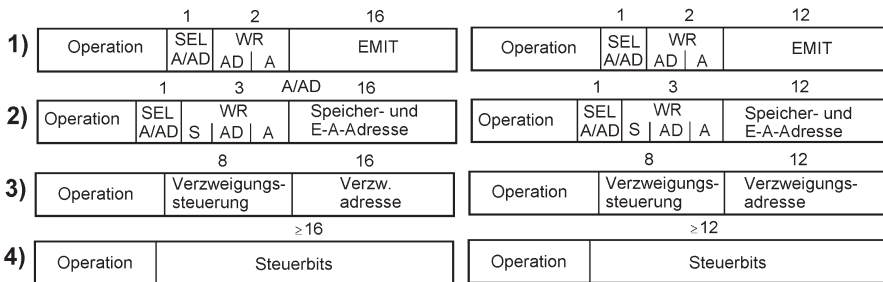 1 2 16 1 2 12
1) Operation SEL WR EMIT Operation SEL WR EMIT
A/AD AD A A/AD AD A
1 3 A/AD 16 1 3 12
2) Operation SEL WR Speicher- und Operation SEL WR Speicher- und
A/AD S AD A E-A-Adresse A/AD S AD A E-A-Adresse
8 16 8 12
3) Operation Verzweigungs- Verzw. Operation Verzweigungs- Verzweigungs-
steuerung adresse steuerung adresse
≥16 ≥12
4) Operation Steuerbits Operation Steuerbits